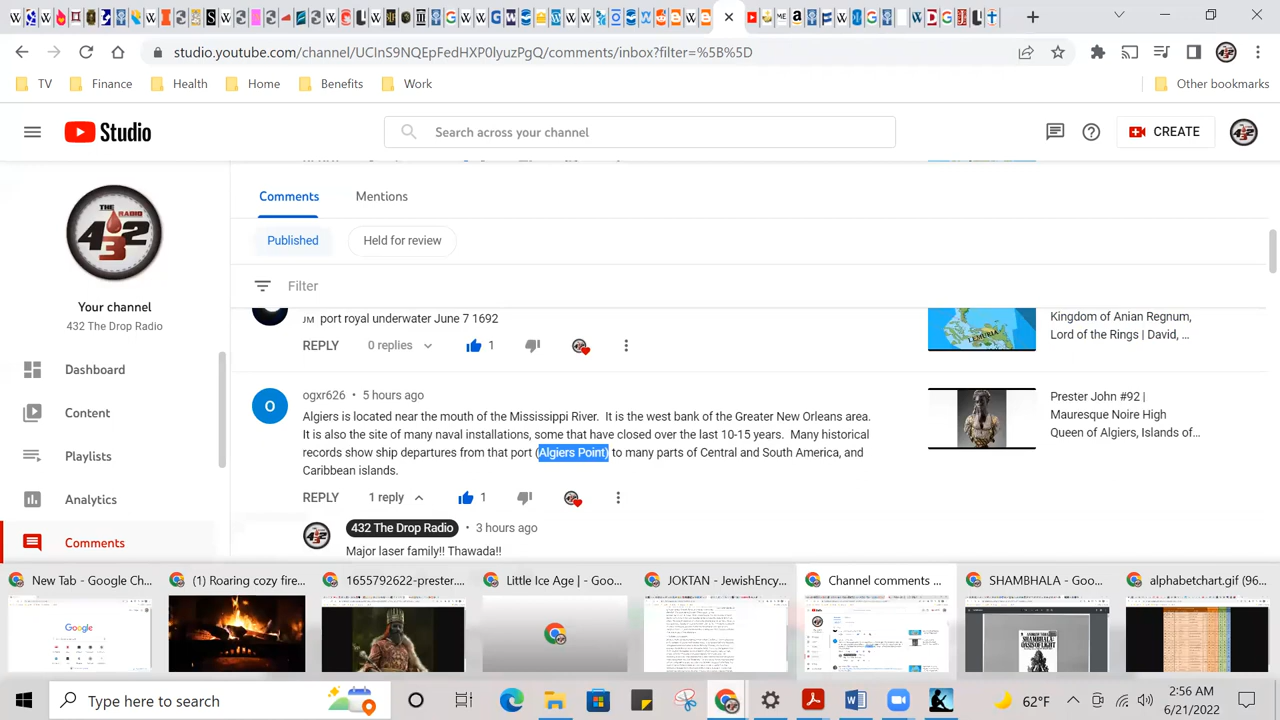 studio.youtube.com/channel/UCInS9NQEpFedHXP0lyuzPgQ/comments/inbox?filter=%5B%5D
TV Finance Health Home Benefits Work Other bookmarks
Studio
Search across your channel
CREATE
THE RADIO
432
Your channel
432 The Drop Radio
Dashboard
Content
Playlists
Analytics
Comments
Comments Mentions
Published Held for review
Filter
JM port royal underwater June 7 1692
REPLY 0 replies 1
Kingdom of Anian Regnum,
Lord of the Rings | David, ...
LEMURIA
O
ogxr626 • 5 hours ago
Algiers is located near the mouth of the Mississippi River. It is the west bank of the Greater New Orleans area.
It is also the site of many naval installations, some that have closed over the last 10-15 years. Many historical
records show ship departures from that port (Algiers Point) to many parts of Central and South America, and
Caribbean islands.
REPLY 1 reply 1
Prester John #92 |
Mauresque Noire High
Queen of Algiers, Islands of...
432 The Drop Radio • 3 hours ago
Major laser family!! Thawada!!
New Tab - Google Ch...
(1) Roaring cozy fire...
1655792622-prester....
Little Ice Age | - Goo...
JOKTAN - JewishEncy...
Channel comments ...
SHAMBHALA - Goo...
alphabetchart.gif (96...
Google
Type here to search
62°F
2:56 AM
6/21/2022